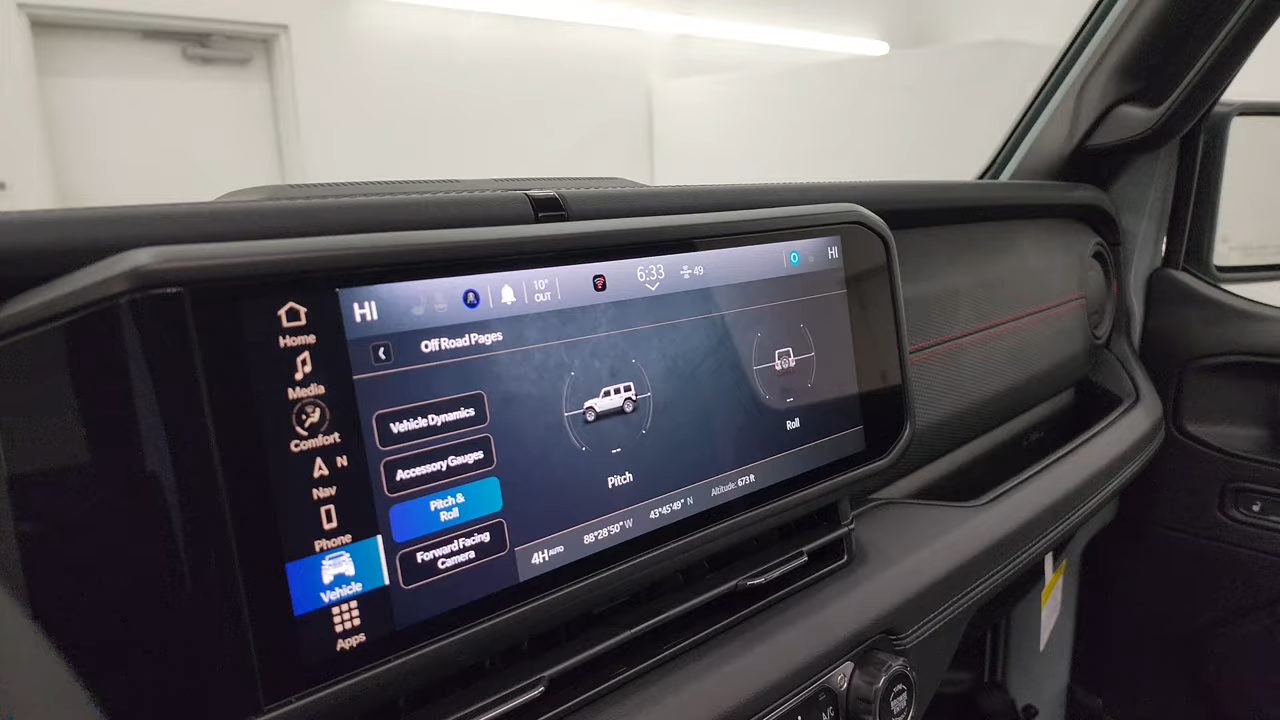 HI
10°
OUT
6:33
49
HI
Home
Media
Comfort
N
Nav
Phone
Vehicle
Apps
Off Road Pages
Vehicle Dynamics
Accessory Gauges
Pitch &
Roll
Forward Facing
Camera
Pitch
Roll
4H AUTO
88°28'50" W
43°45'49" N
Altitude: 673 ft
A/C